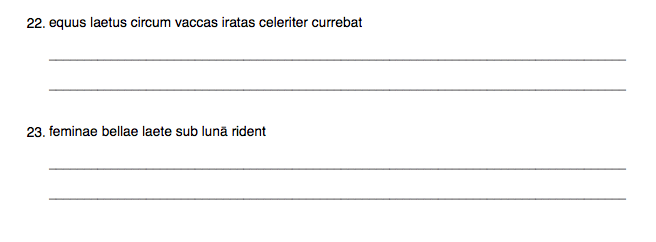 22. equus laetus circum vaccas iratas celeriter currebat
23. feminae bellae laete sub lunā rident